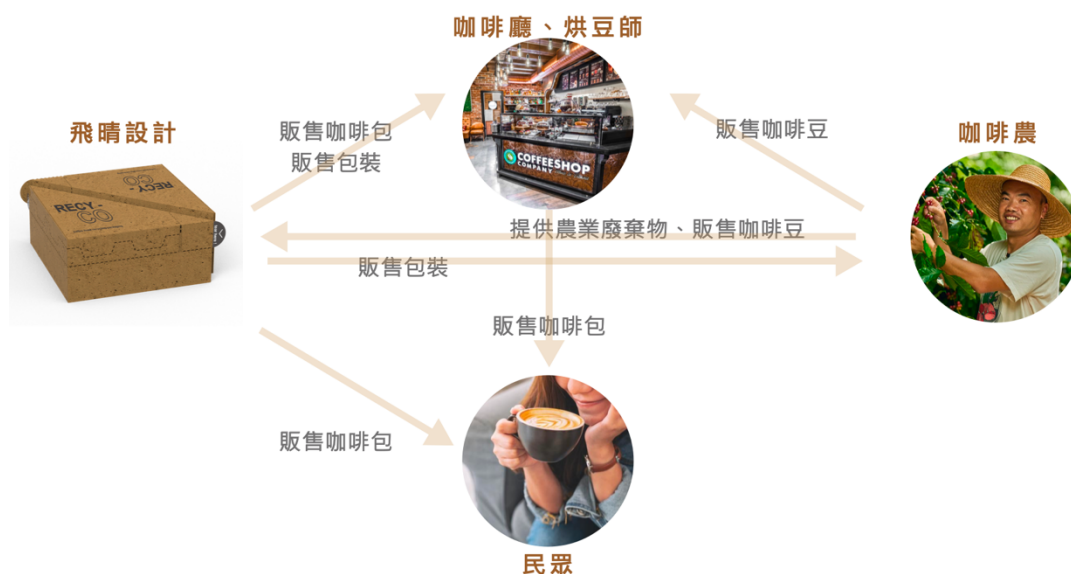 咖啡廳、烘豆師
飛晴設計
販售咖啡包
販售包裝
販售咖啡豆
咖啡農
RECY-
CO
RECY-
CO
COFFEESHOP
COMPANY
提供農業廢棄物、販售咖啡豆
販售包裝
販售咖啡包
販售咖啡包
民眾